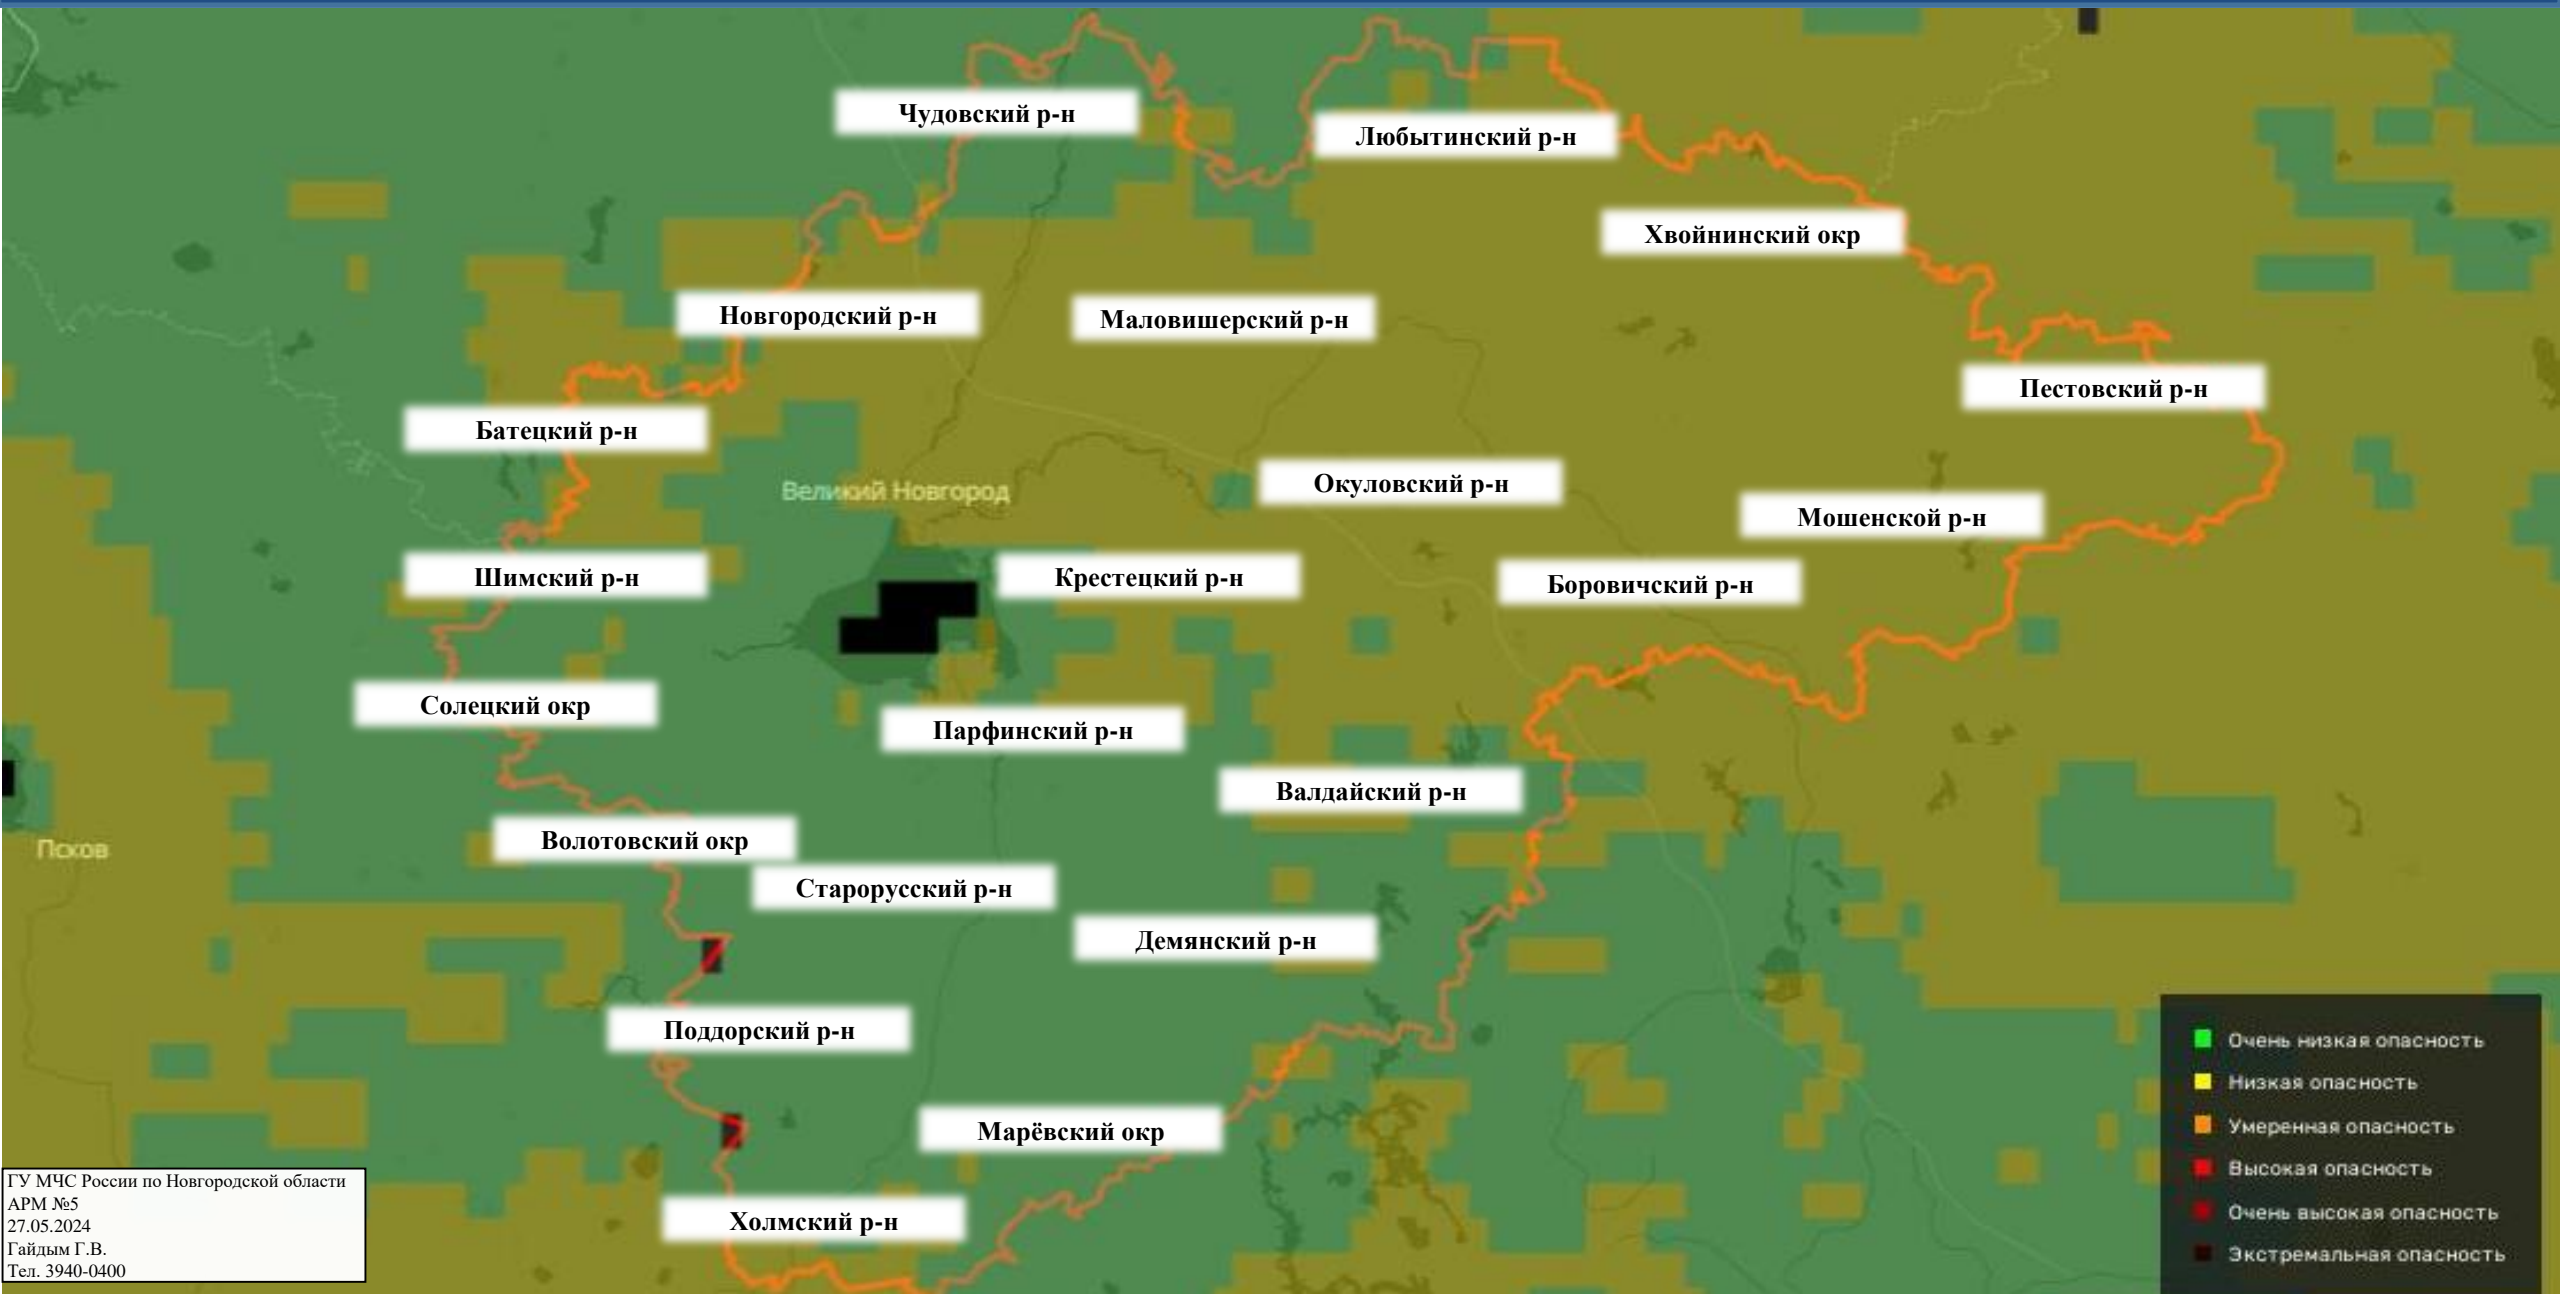 Чудовский р-н
Любытинский р-н
Хвойнинский окр
Новгородский р-н
Маловишерский р-н
Пестовский р-н
Батецкий р-н
Великий Новгород
Окуловский р-н
Мошенской р-н
Шимский р-н
Крестецкий р-н
Боровичский р-н
Солецкий окр
Парфинский р-н
Валдайский р-н
Волотовский окр
Псков
Старорусский р-н
Демянский р-н
Поддорский р-н
Марёвский окр
Холмский р-н
ГУ МЧС России по Новгородской области
АРМ №5
27.05.2024
Гайдым Г.В.
Тел. 3940-0400
Очень низкая опасность
Низкая опасность
Умеренная опасность
Высокая опасность
Очень высокая опасность
Экстремальная опасность